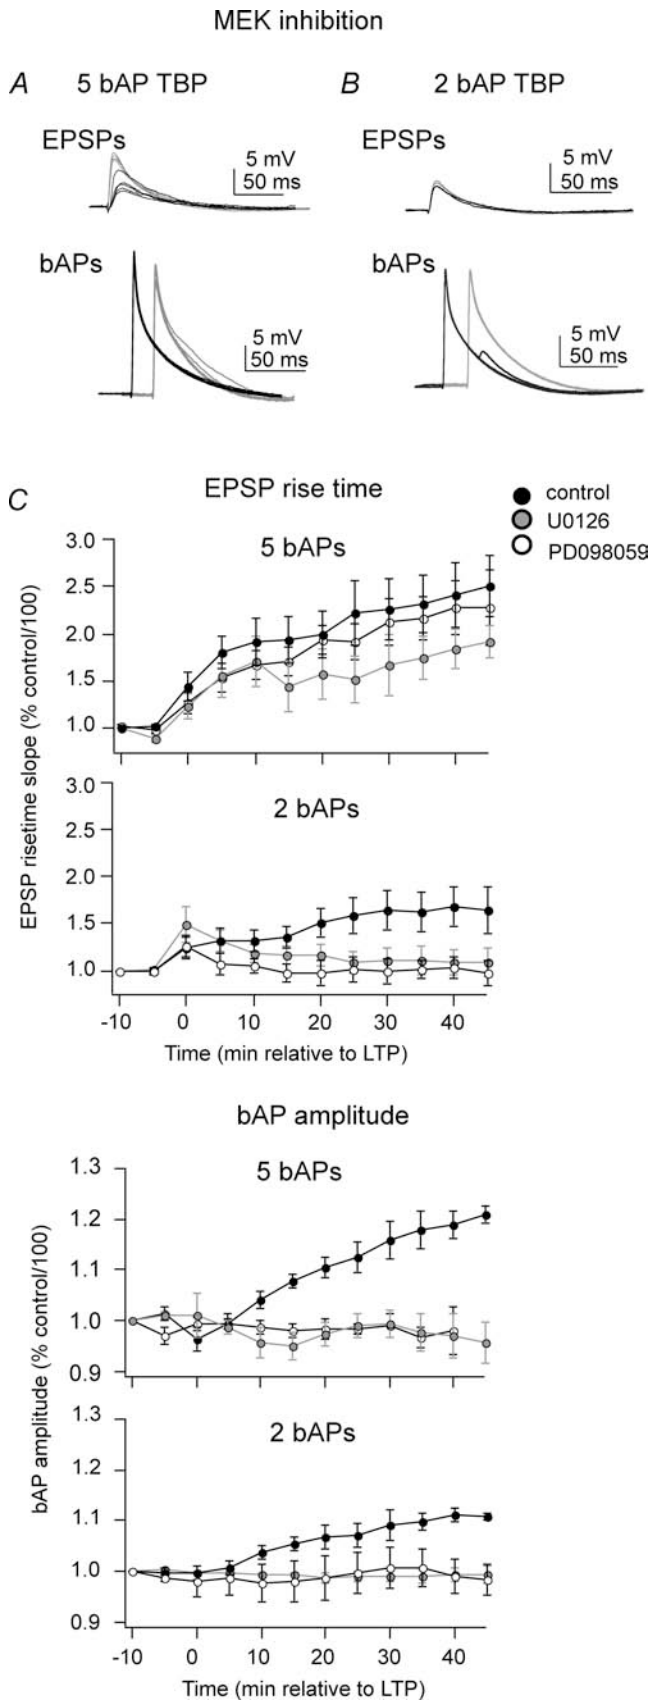 MEK inhibition
A 5 bAP TBP
B 2 bAP TBP
EPSPs
5 mV
50 ms
EPSPs
5 mV
50 ms
bAPs
5 mV
50 ms
bAPs
5 mV
50 ms
C
EPSP rise time
control
U0126
PD098059
5 bAPs
3.0
2.5
2.0
1.5
1.0
EPSP risetime slope (% control/100)
2 bAPs
3.0
2.5
2.0
1.5
1.0
-10 0 10 20 30 40
Time (min relative to LTP)
bAP amplitude
5 bAPs
1.3
1.2
1.1
1.0
0.9
bAP amplitude (% control/100)
2 bAPs
1.3
1.2
1.1
1.0
0.9
-10 0 10 20 30 40
Time (min relative to LTP)